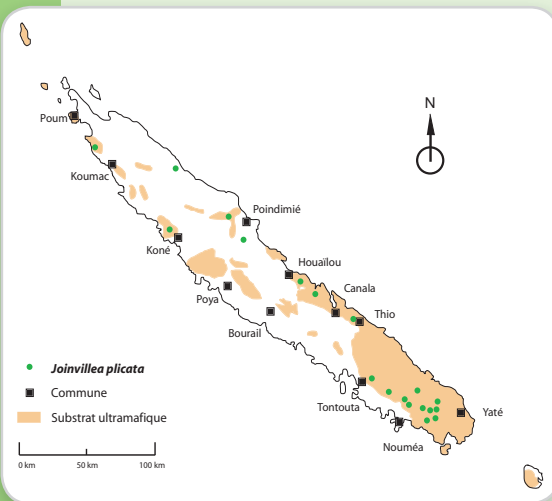 N
Poum
Koumac
Poindimié
Koné
Houaïlou
Canala
Poya
Thio
Bourail
Joinvillea plicata
Commune
Tontouta
Substrat ultramafique
Yaté
Nouméa
0 km 50 km 100 km